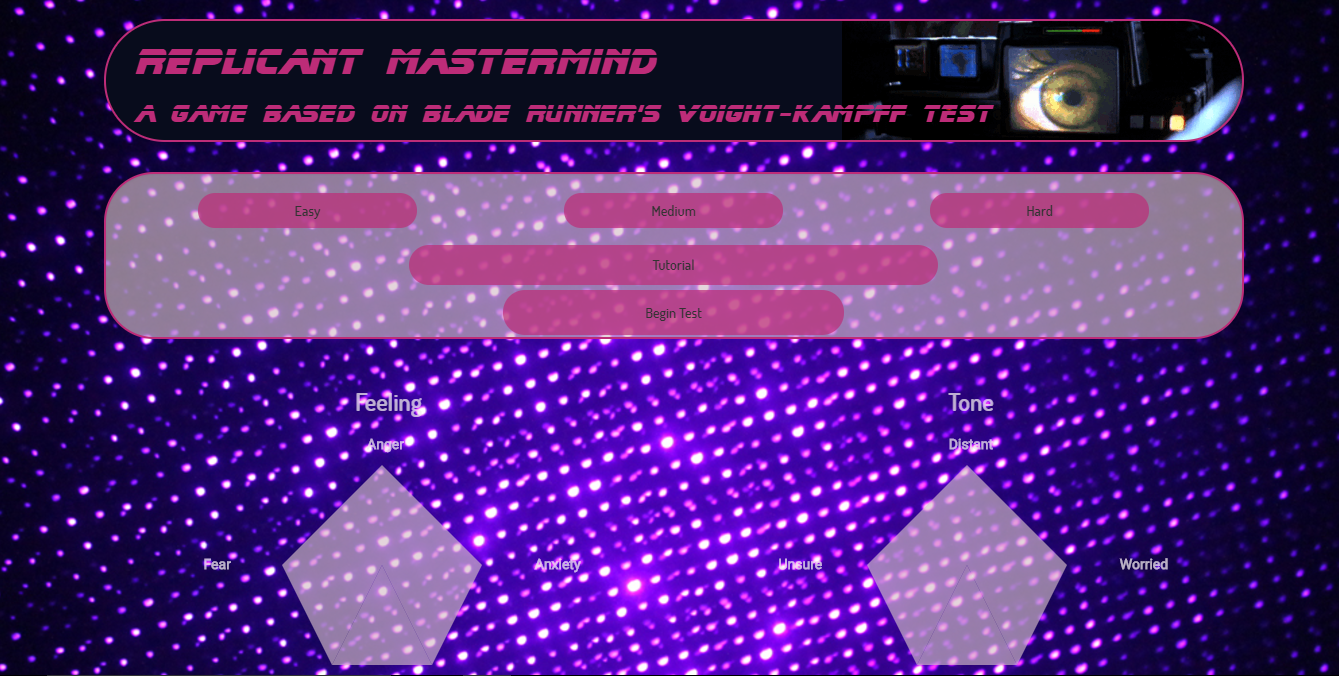 REPLICANT MASTERMIND
A GAME BASED ON BLADE RUNNER'S VOIGHT-KAMPFF TEST
Easy Medium Hard
Tutorial
Begin Test
Feeling Tone
Anger Distant
Fear Anxiety Unsure Worried